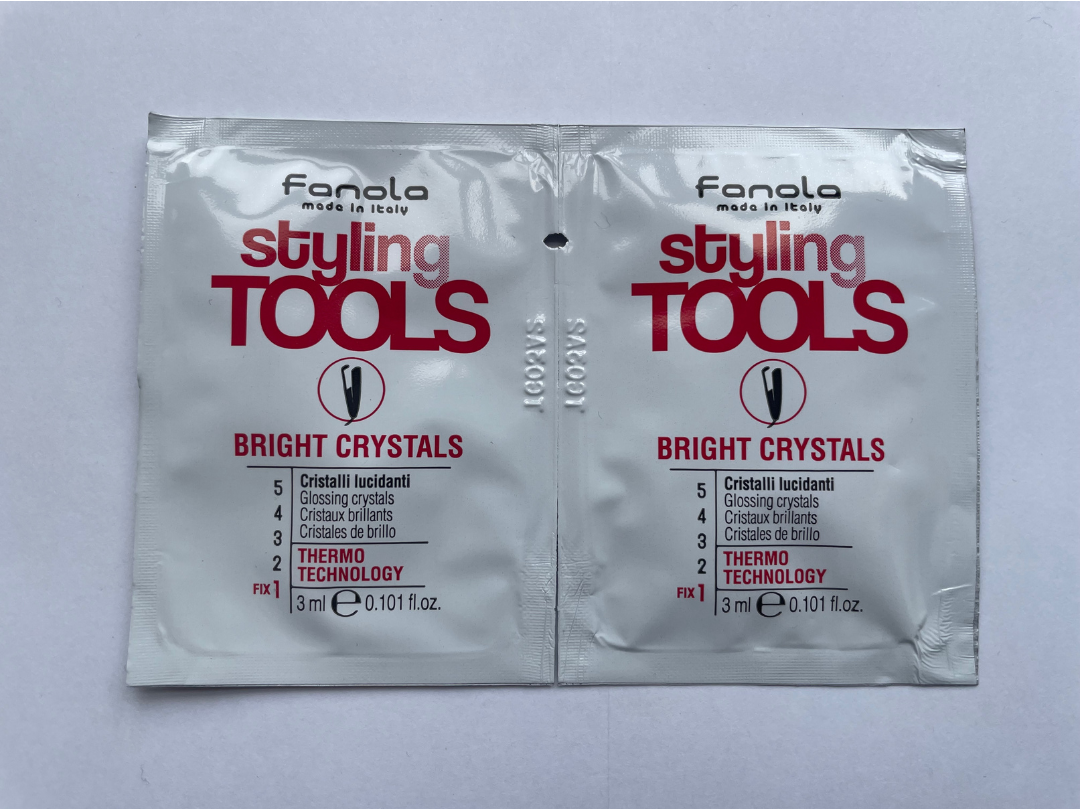 fanola
made in Italy
styling
TOOLS
BRIGHT CRYSTALS
5
4
3
2
FIX 1
Cristalli lucidanti
Glossing crystals
Cristaux brillants
Cristales de brillo
THERMO
TECHNOLOGY
3 ml e 0.101 fl.oz.
fanola
made in Italy
styling
TOOLS
BRIGHT CRYSTALS
5
4
3
2
FIX 1
Cristalli lucidanti
Glossing crystals
Cristaux brillants
Cristales de brillo
THERMO
TECHNOLOGY
3 ml e 0.101 fl.oz.